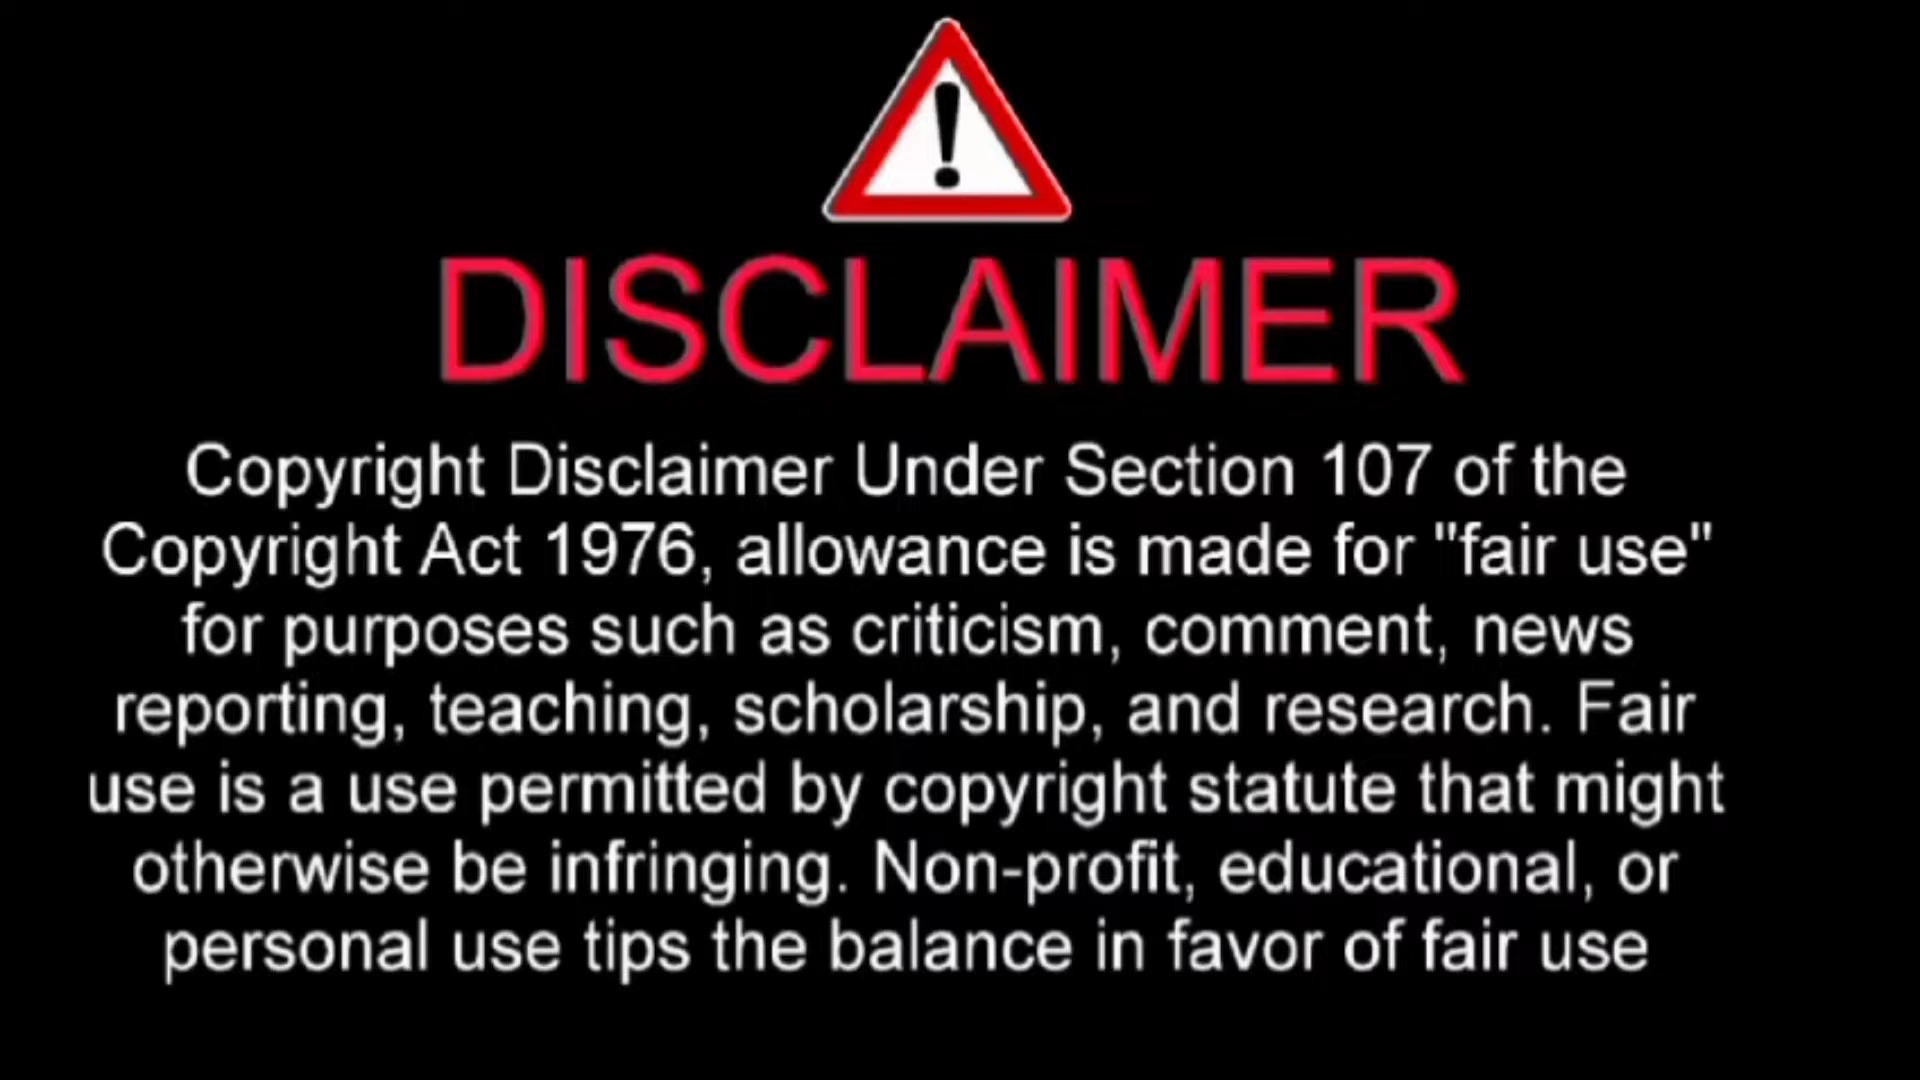 DISCLAIMER
Copyright Disclaimer Under Section 107 of the
Copyright Act 1976, allowance is made for "fair use"
for purposes such as criticism, comment, news
reporting, teaching, scholarship, and research. Fair
use is a use permitted by copyright statute that might
otherwise be infringing. Non-profit, educational, or
personal use tips the balance in favor of fair use